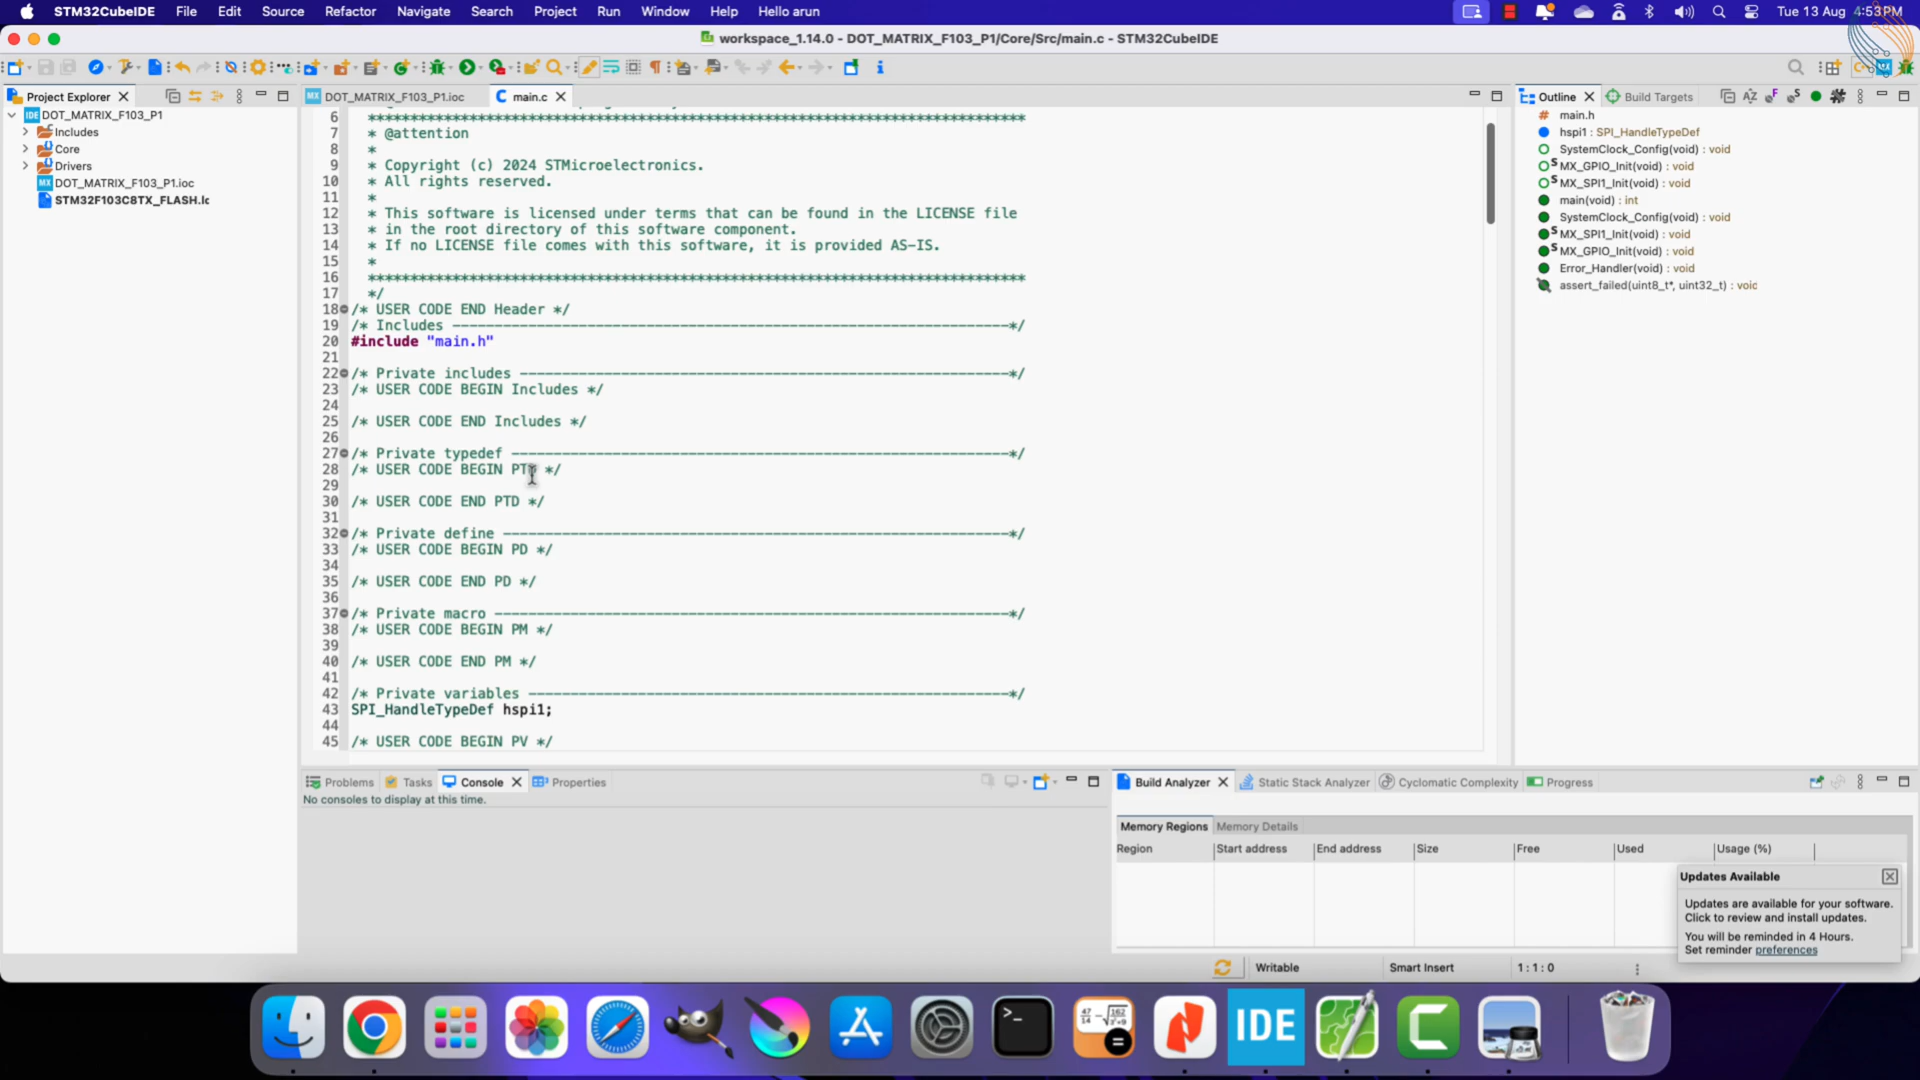 STM32CubeIDE File Edit Source Refactor Navigate Search Project Run Window Help Hello arun
Tue 13 Aug 4:53PM
workspace_1.14.0 - DOT_MATRIX_F103_P1/Core/Src/main.c - STM32CubeIDE
Project Explorer
DOT_MATRIX_F103_P1
Includes
Core
Drivers
DOT_MATRIX_F103_P1.ioc
STM32F103C8TX_FLASH.lc
DOT_MATRIX_F103_P1.ioc main.c
6 ******************************************************************************
7 * @attention
8 *
9 * Copyright (c) 2024 STMicroelectronics.
10 * All rights reserved.
11 *
12 * This software is licensed under terms that can be found in the LICENSE file
13 * in the root directory of this software component.
14 * If no LICENSE file comes with this software, it is provided AS-IS.
15 *
16 ******************************************************************************
17 */
18 /* USER CODE END Header */
19 /* Includes ------------------------------------------------------------------*/
20 #include "main.h"
21
22 /* Private includes ----------------------------------------------------------*/
23 /* USER CODE BEGIN Includes */
24
25 /* USER CODE END Includes */
26
27 /* Private typedef -----------------------------------------------------------*/
28 /* USER CODE BEGIN PTD */
29
30 /* USER CODE END PTD */
31
32 /* Private define ------------------------------------------------------------*/
33 /* USER CODE BEGIN PD */
34
35 /* USER CODE END PD */
36
37 /* Private macro -------------------------------------------------------------*/
38 /* USER CODE BEGIN PM */
39
40 /* USER CODE END PM */
41
42 /* Private variables ---------------------------------------------------------*/
43 SPI_HandleTypeDef hspi1;
44
45 /* USER CODE BEGIN PV */
Outline Build Targets
main.h
hspi1 : SPI_HandleTypeDef
SystemClock_Config(void) : void
MX_GPIO_Init(void) : void
MX_SPI1_Init(void) : void
main(void) : int
SystemClock_Config(void) : void
MX_SPI1_Init(void) : void
MX_GPIO_Init(void) : void
Error_Handler(void) : void
assert_failed(uint8_t*, uint32_t) : voic
Problems Tasks Console Properties
No consoles to display at this time.
Build Analyzer Static Stack Analyzer Cyclomatic Complexity Progress
Memory Regions Memory Details
Region Start address End address Size Free Used Usage (%)
Updates Available
Updates are available for your software.
Click to review and install updates.
You will be reminded in 4 Hours.
Set reminder preferences
Writable Smart Insert 1 : 1 : 0
IDE